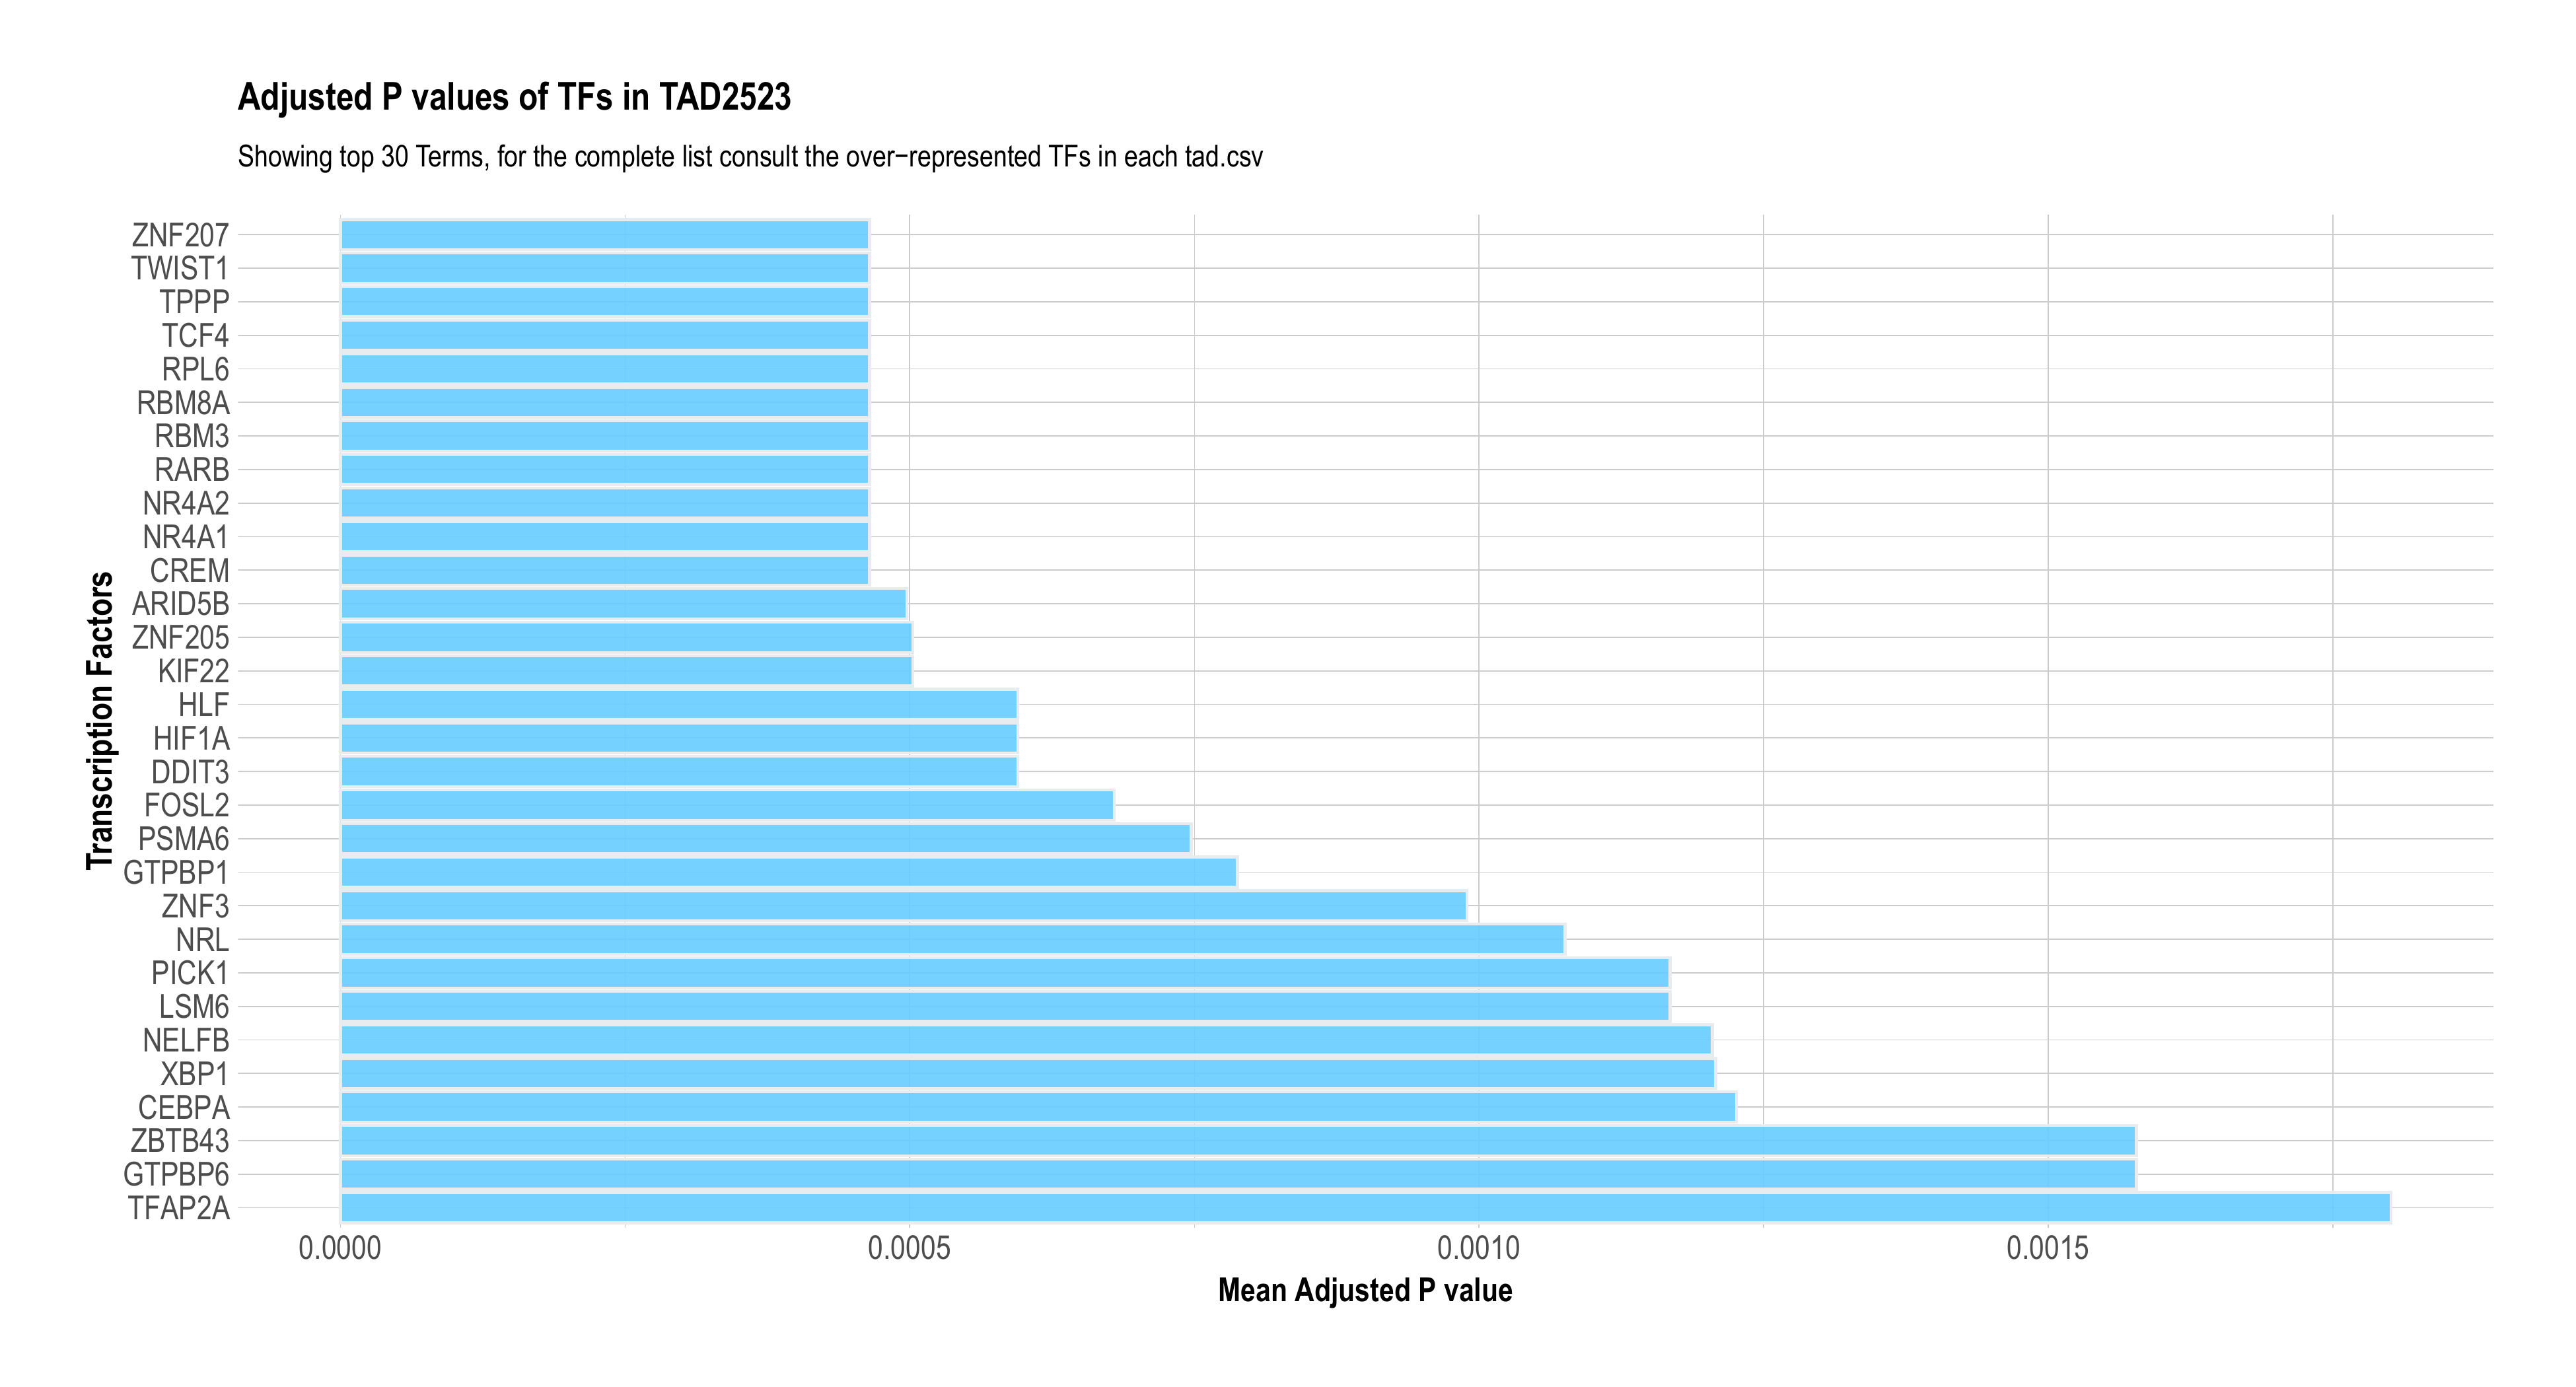 Adjusted P values of TFs in TAD2523
Showing top 30 Terms, for the complete list consult the over−represented TFs in each tad.csv
Transcription Factors
ZNF207
TWIST1
TPPP
TCF4
RPL6
RBM8A
RBM3
RARB
NR4A2
NR4A1
CREM
ARID5B
ZNF205
KIF22
HLF
HIF1A
DDIT3
FOSL2
PSMA6
GTPBP1
ZNF3
NRL
PICK1
LSM6
NELFB
XBP1
CEBPA
ZBTB43
GTPBP6
TFAP2A
0.0000 0.0005 0.0010 0.0015
Mean Adjusted P value